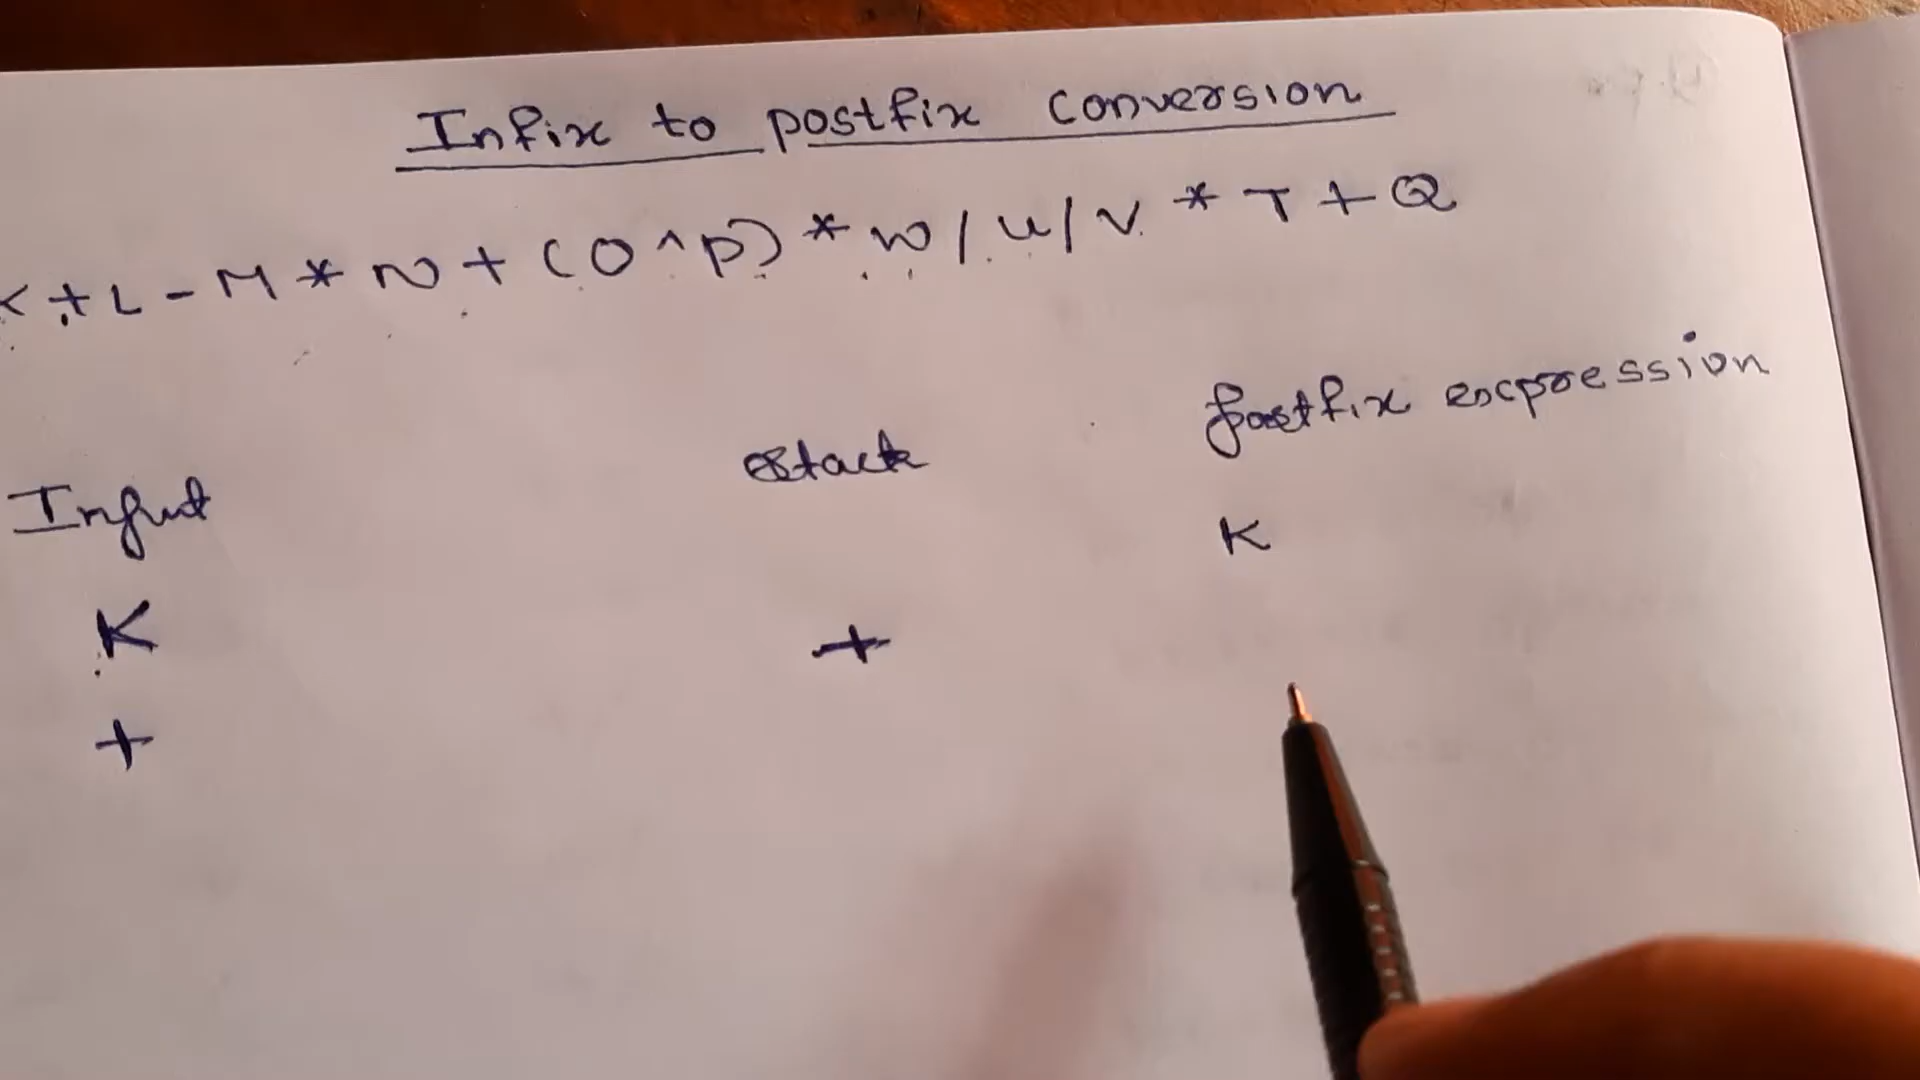 Infix to postfix conversion
K + L - M * N + (O ^ P) * W / U / V * T + Q
Input Stack Postfix expression
K K
+ +